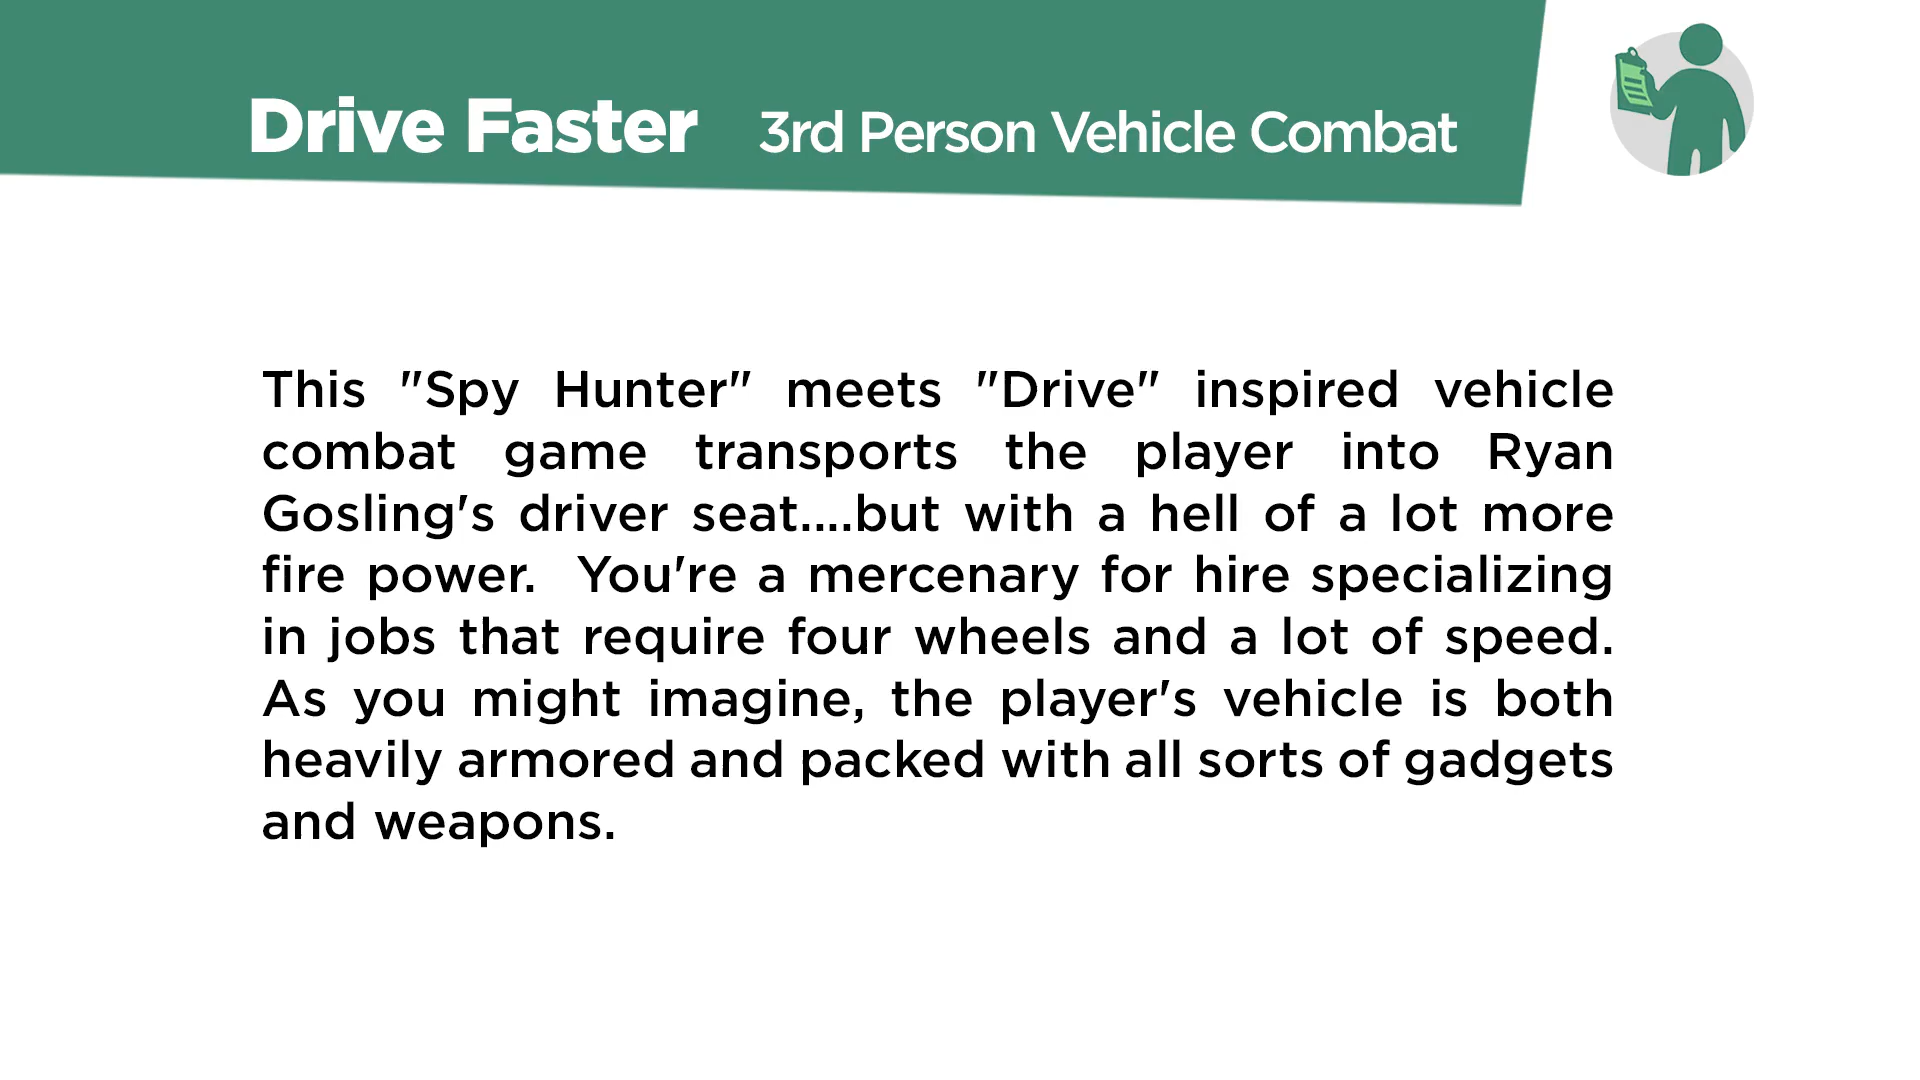 Drive Faster 3rd Person Vehicle Combat
This "Spy Hunter" meets "Drive" inspired vehicle
combat game transports the player into Ryan
Gosling's driver seat....but with a hell of a lot more
fire power.  You're a mercenary for hire specializing
in jobs that require four wheels and a lot of speed.
As you might imagine, the player's vehicle is both
heavily armored and packed with all sorts of gadgets
and weapons.